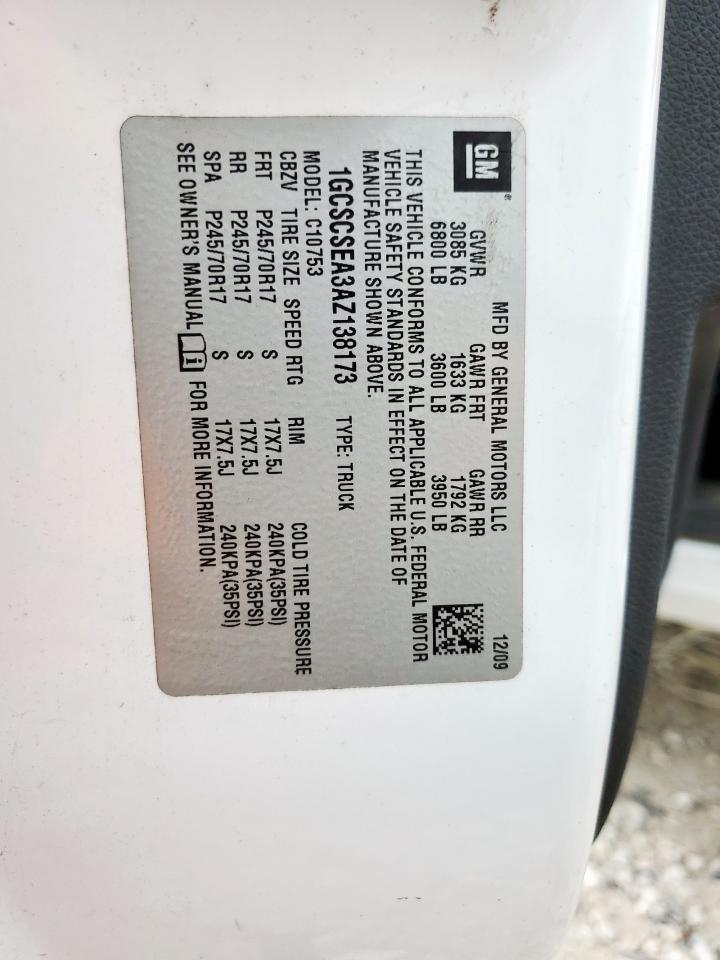 GM®
MFD BY GENERAL MOTORS LLC 12/09
GVWR GAWR FRT GAWR RR
3085 KG 1633 KG 1792 KG
6800 LB 3600 LB 3950 LB
THIS VEHICLE CONFORMS TO ALL APPLICABLE U.S. FEDERAL MOTOR
VEHICLE SAFETY STANDARDS IN EFFECT ON THE DATE OF
MANUFACTURE SHOWN ABOVE.
1GCSCSEA3AZ138173 TYPE: TRUCK
MODEL: C10753
CBZV TIRE SIZE SPEED RTG RIM COLD TIRE PRESSURE
FRT P245/70R17 S 17X7.5J 240KPA(35PSI)
RR P245/70R17 S 17X7.5J 240KPA(35PSI)
SPA P245/70R17 S 17X7.5J 240KPA(35PSI)
SEE OWNER'S MANUAL i FOR MORE INFORMATION.